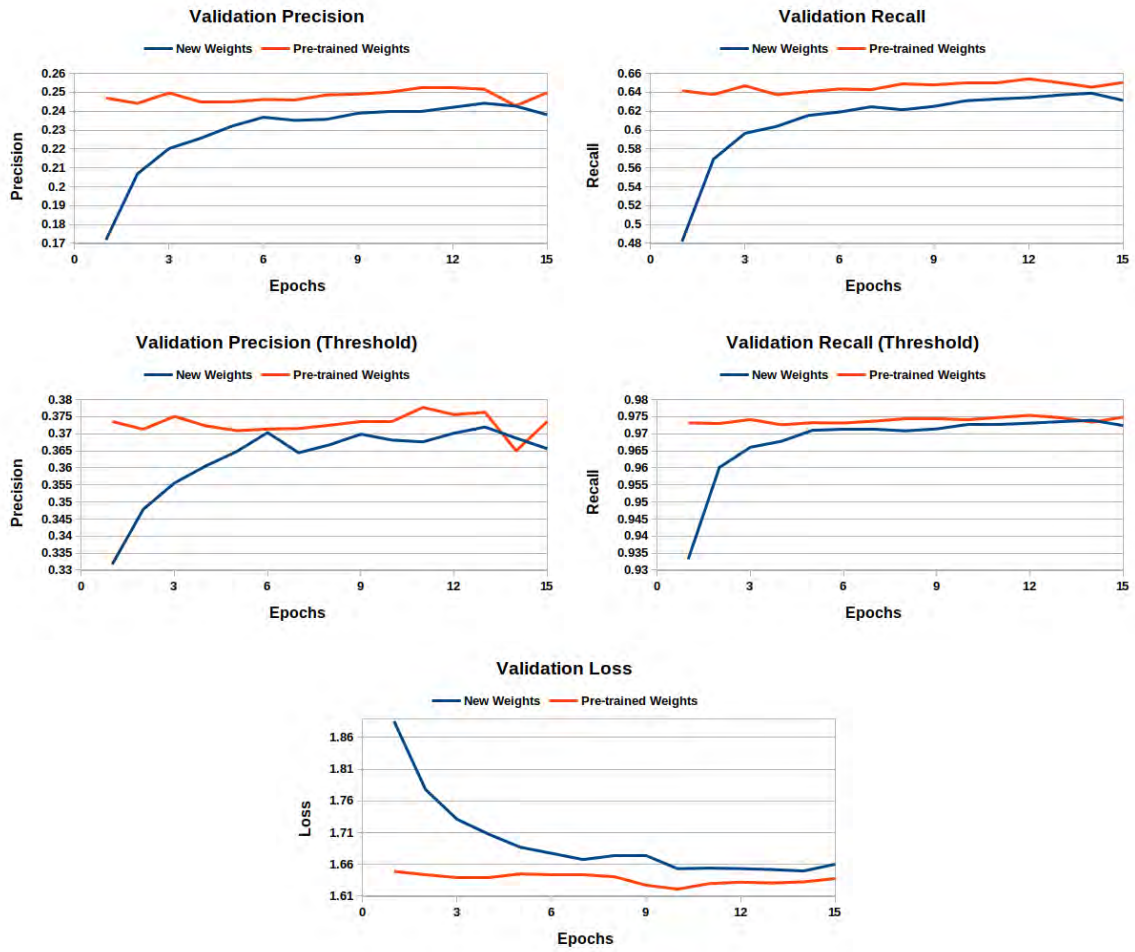 Validation Precision
New Weights Pre-trained Weights
0.26
0.25
0.24
0.23
0.22
0.21
0.2
0.19
0.18
0.17
Precision
0 3 6 9 12 15
Epochs
Validation Recall
New Weights Pre-trained Weights
0.66
0.64
0.62
0.6
0.58
0.56
0.54
0.52
0.5
0.48
Recall
0 3 6 9 12 15
Epochs
Validation Precision (Threshold)
New Weights Pre-trained Weights
0.38
0.375
0.37
0.365
0.36
0.355
0.35
0.345
0.34
0.335
0.33
Precision
0 3 6 9 12 15
Epochs
Validation Recall (Threshold)
New Weights Pre-trained Weights
0.98
0.975
0.97
0.965
0.96
0.955
0.95
0.945
0.94
0.935
0.93
Recall
0 3 6 9 12 15
Epochs
Validation Loss
New Weights Pre-trained Weights
1.86
1.81
1.76
1.71
1.66
1.61
Loss
0 3 6 9 12 15
Epochs